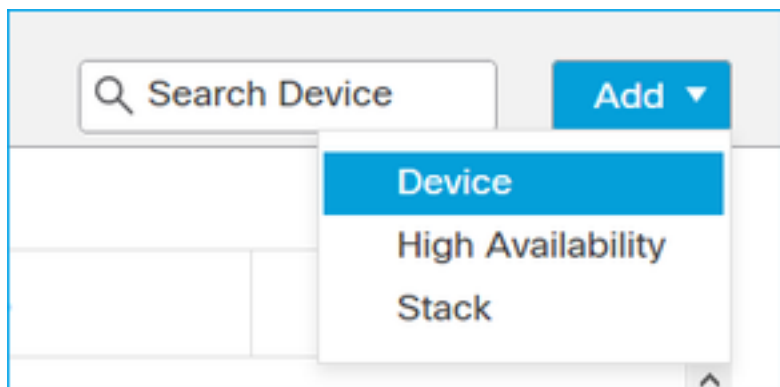 Search Device
Add
Device
High Availability
Stack